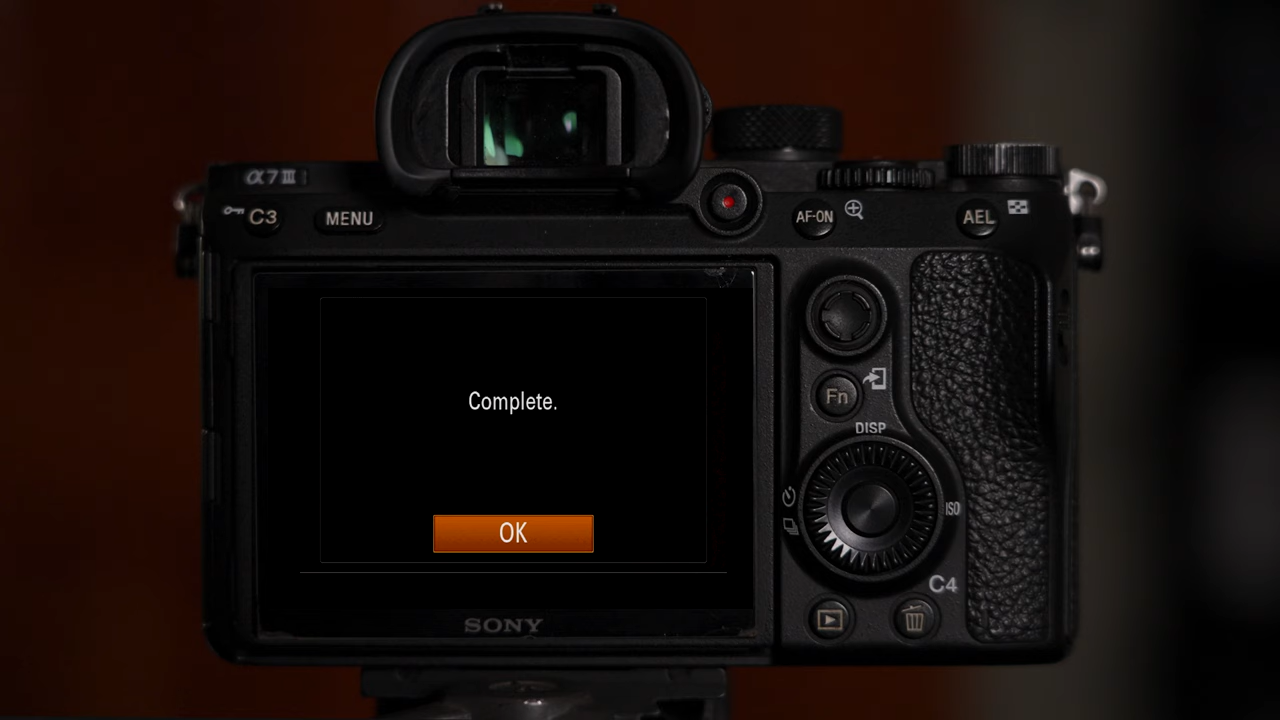 α7III
C3
MENU
AF-ON
AEL
Complete.
OK
Fn
DISP
ISO
C4
SONY